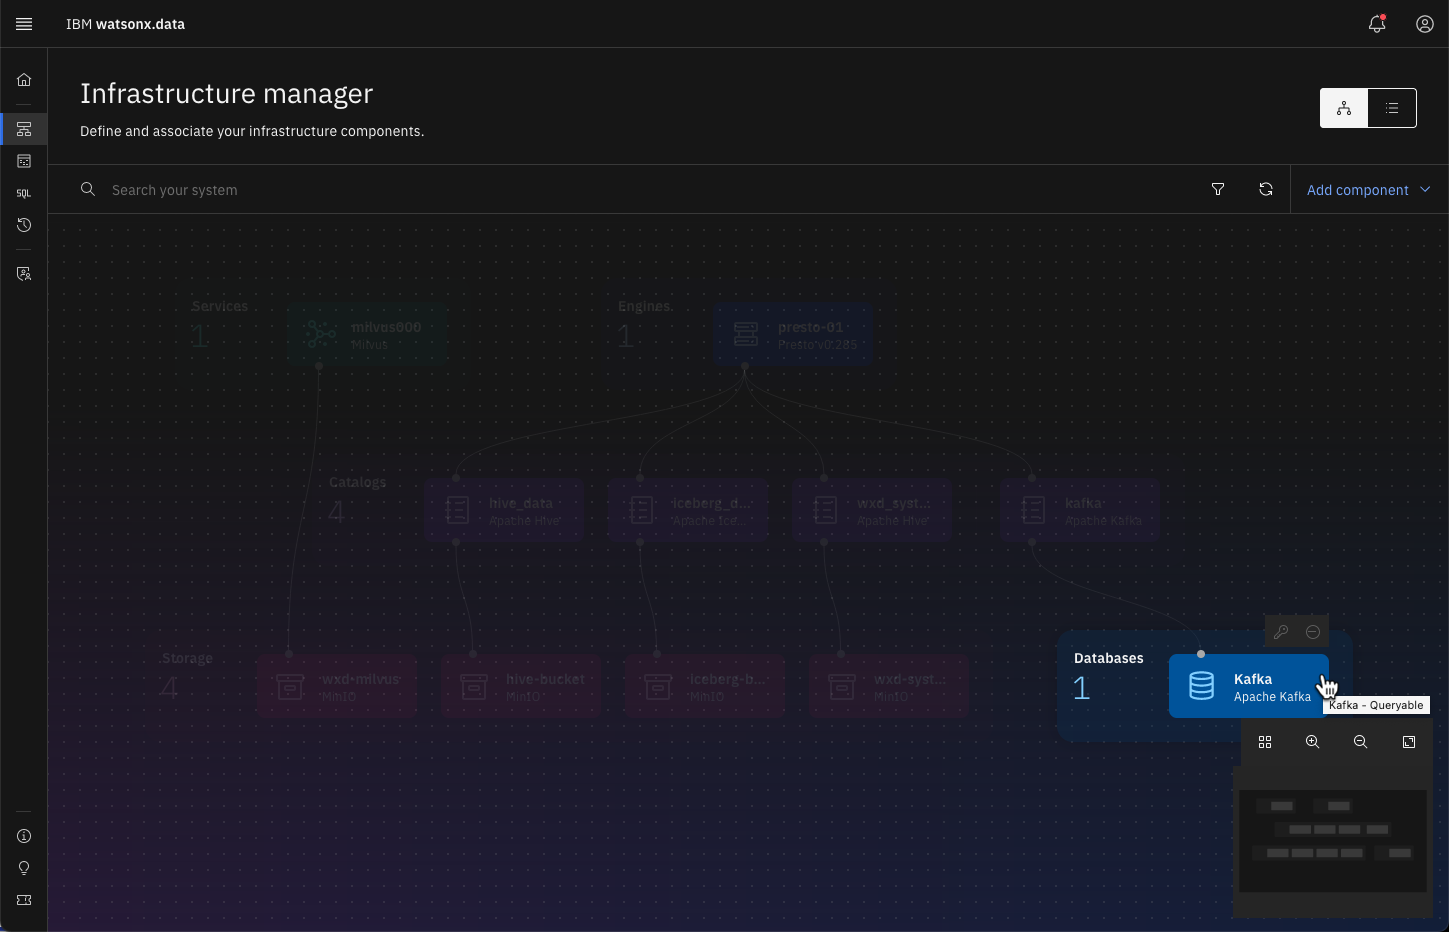 IBM watsonx.data
Infrastructure manager
Define and associate your infrastructure components.
Search your system
Add component
SQL
Services
1
milvus000
Milvus
Engines
1
presto-01
Presto v0.285
Catalogs
4
hive_data
Apache Hive
iceberg_d...
Apache Ice...
wxd_syst...
Apache Hive
kafka
Apache Kafka
Storage
4
wxd-milvus
MinIO
hive-bucket
MinIO
iceberg-b...
MinIO
wxd-syst...
MinIO
Databases
1
Kafka
Apache Kafka
Kafka - Queryable